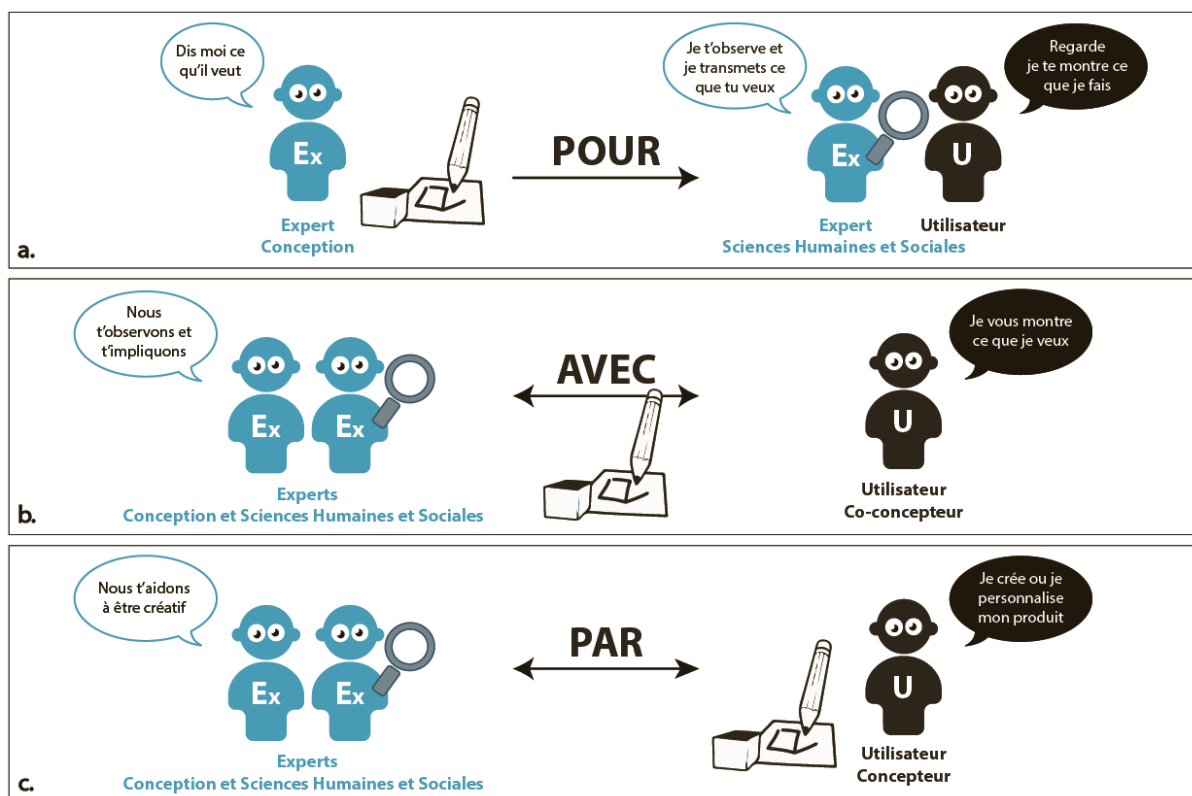 Dis moi ce
qu'il veut
Je t'observe et
je transmets ce
que tu veux
Regarde
je te montre ce
que je fais
Ex
POUR
Ex
U
Expert
Conception
Expert
Sciences Humaines et Sociales
Utilisateur
a.
Nous
t'observons et
t'impliquons
Je vous montre
ce que je veux
AVEC
Ex
Ex
U
Experts
Conception et Sciences Humaines et Sociales
Utilisateur
Co-concepteur
b.
Nous t'aidons
à être créatif
Je crée ou je
personnalise
mon produit
PAR
Ex
Ex
U
Experts
Conception et Sciences Humaines et Sociales
Utilisateur
Concepteur
c.